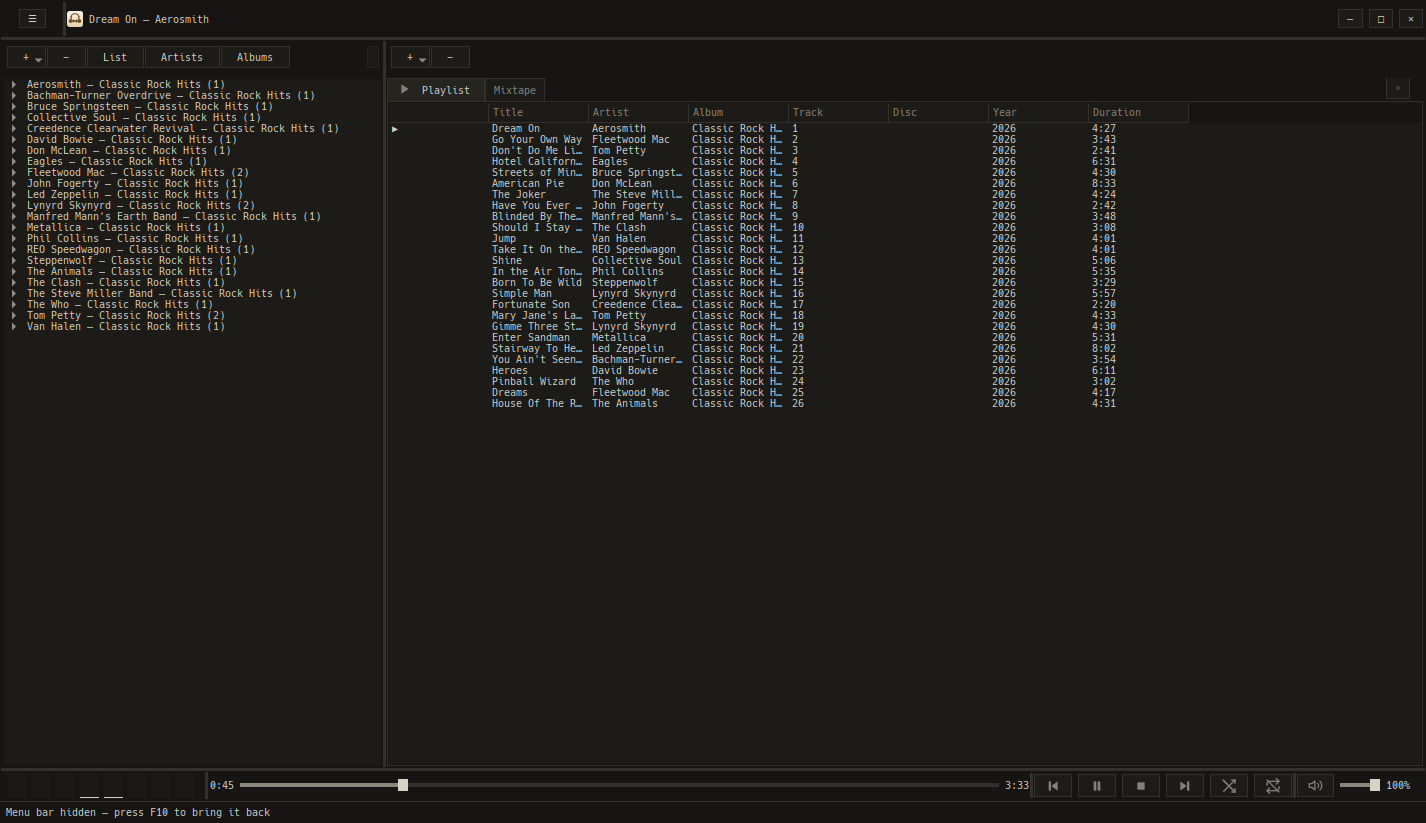 ☰ Dream On — Aerosmith
+ − List Artists Albums + −
Playlist Mixtape
Aerosmith — Classic Rock Hits (1)
Bachman-Turner Overdrive — Classic Rock Hits (1)
Bruce Springsteen — Classic Rock Hits (1)
Collective Soul — Classic Rock Hits (1)
Creedence Clearwater Revival — Classic Rock Hits (1)
David Bowie — Classic Rock Hits (1)
Don McLean — Classic Rock Hits (1)
Eagles — Classic Rock Hits (1)
Fleetwood Mac — Classic Rock Hits (2)
John Fogerty — Classic Rock Hits (1)
Led Zeppelin — Classic Rock Hits (1)
Lynyrd Skynyrd — Classic Rock Hits (2)
Manfred Mann's Earth Band — Classic Rock Hits (1)
Metallica — Classic Rock Hits (1)
Phil Collins — Classic Rock Hits (1)
REO Speedwagon — Classic Rock Hits (1)
Steppenwolf — Classic Rock Hits (1)
The Animals — Classic Rock Hits (1)
The Clash — Classic Rock Hits (1)
The Steve Miller Band — Classic Rock Hits (1)
The Who — Classic Rock Hits (1)
Tom Petty — Classic Rock Hits (2)
Van Halen — Classic Rock Hits (1)
Title Artist Album Track Disc Year Duration
Dream On Aerosmith Classic Rock H… 1 2026 4:27
Go Your Own Way Fleetwood Mac Classic Rock H… 2 2026 3:43
Don't Do Me Li… Tom Petty Classic Rock H… 3 2026 2:41
Hotel Californ… Eagles Classic Rock H… 4 2026 6:31
Streets of Min… Bruce Springst… Classic Rock H… 5 2026 4:30
American Pie Don McLean Classic Rock H… 6 2026 8:33
The Joker The Steve Mill… Classic Rock H… 7 2026 4:24
Have You Ever … John Fogerty Classic Rock H… 8 2026 2:42
Blinded By The… Manfred Mann's… Classic Rock H… 9 2026 3:48
Should I Stay … The Clash Classic Rock H… 10 2026 3:08
Jump Van Halen Classic Rock H… 11 2026 4:01
Take It On the… REO Speedwagon Classic Rock H… 12 2026 4:01
Shine Collective Soul Classic Rock H… 13 2026 5:06
In the Air Ton… Phil Collins Classic Rock H… 14 2026 5:35
Born To Be Wild Steppenwolf Classic Rock H… 15 2026 3:29
Simple Man Lynyrd Skynyrd Classic Rock H… 16 2026 5:57
Fortunate Son Creedence Clea… Classic Rock H… 17 2026 2:20
Mary Jane's La… Tom Petty Classic Rock H… 18 2026 4:33
Gimme Three St… Lynyrd Skynyrd Classic Rock H… 19 2026 4:30
Enter Sandman Metallica Classic Rock H… 20 2026 5:31
Stairway To He… Led Zeppelin Classic Rock H… 21 2026 8:02
You Ain't Seen… Bachman-Turner… Classic Rock H… 22 2026 3:54
Heroes David Bowie Classic Rock H… 23 2026 6:11
Pinball Wizard The Who Classic Rock H… 24 2026 3:02
Dreams Fleetwood Mac Classic Rock H… 25 2026 4:17
House Of The R… The Animals Classic Rock H… 26 2026 4:31
0:45 3:33 100%
Menu bar hidden — press F10 to bring it back